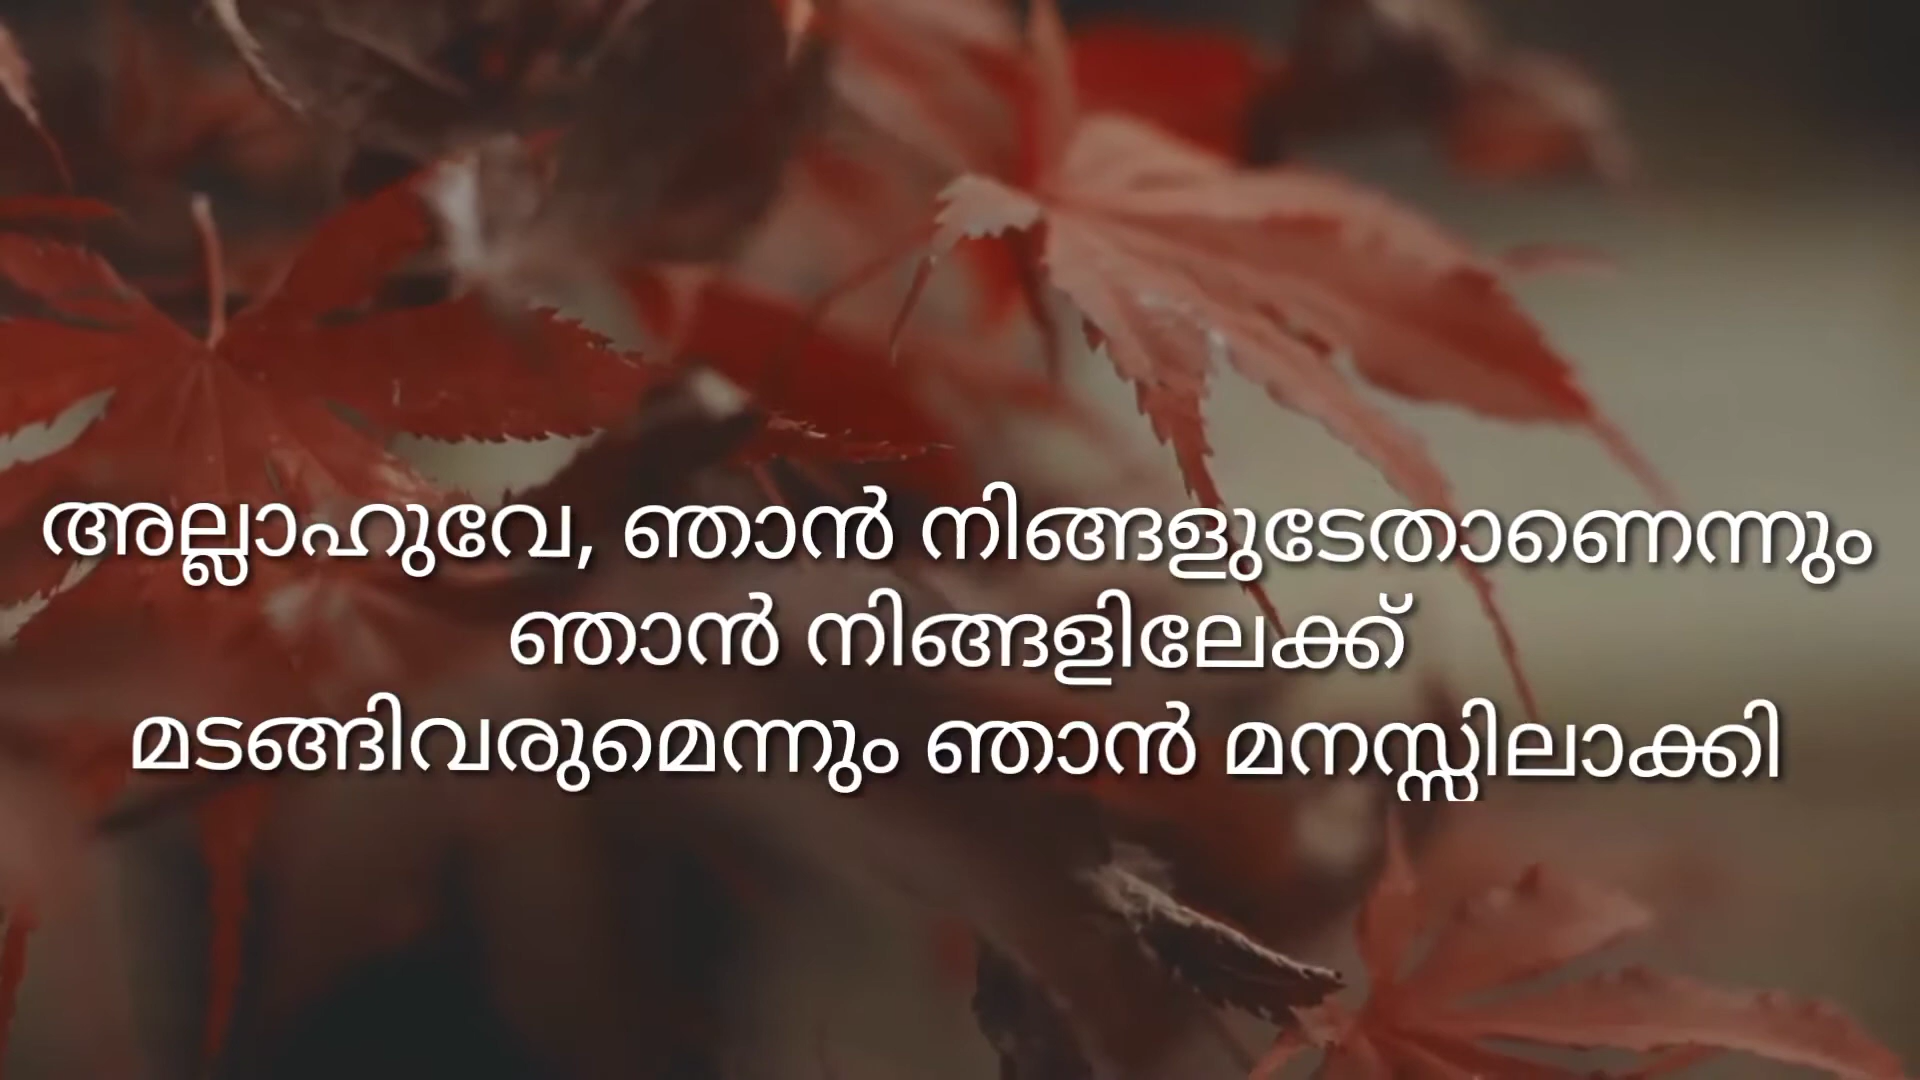 അല്ലാഹുവേ, ഞാൻ നിങ്ങളുടേതാണെന്നും
ഞാൻ നിങ്ങളിലേക്ക്
മടങ്ങിവരുമെന്നും ഞാൻ മനസ്സിലാക്കി